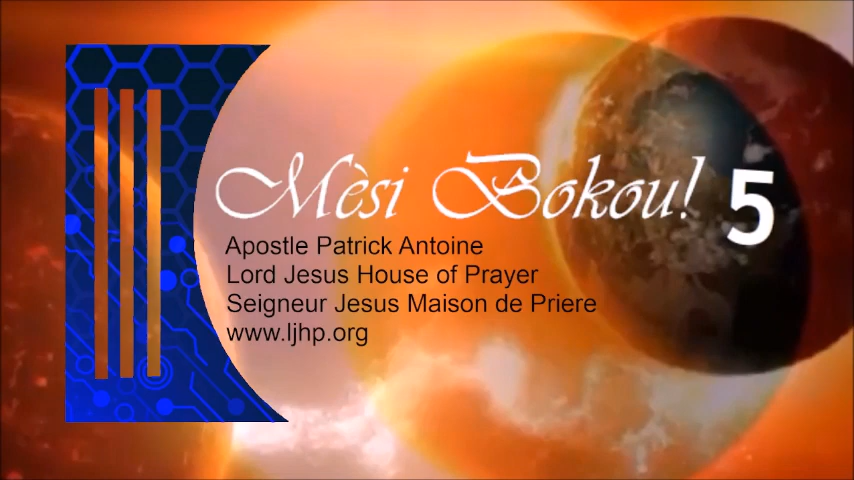 Mèsi Bokou! 5
Apostle Patrick Antoine
Lord Jesus House of Prayer
Seigneur Jesus Maison de Priere
www.ljhp.org